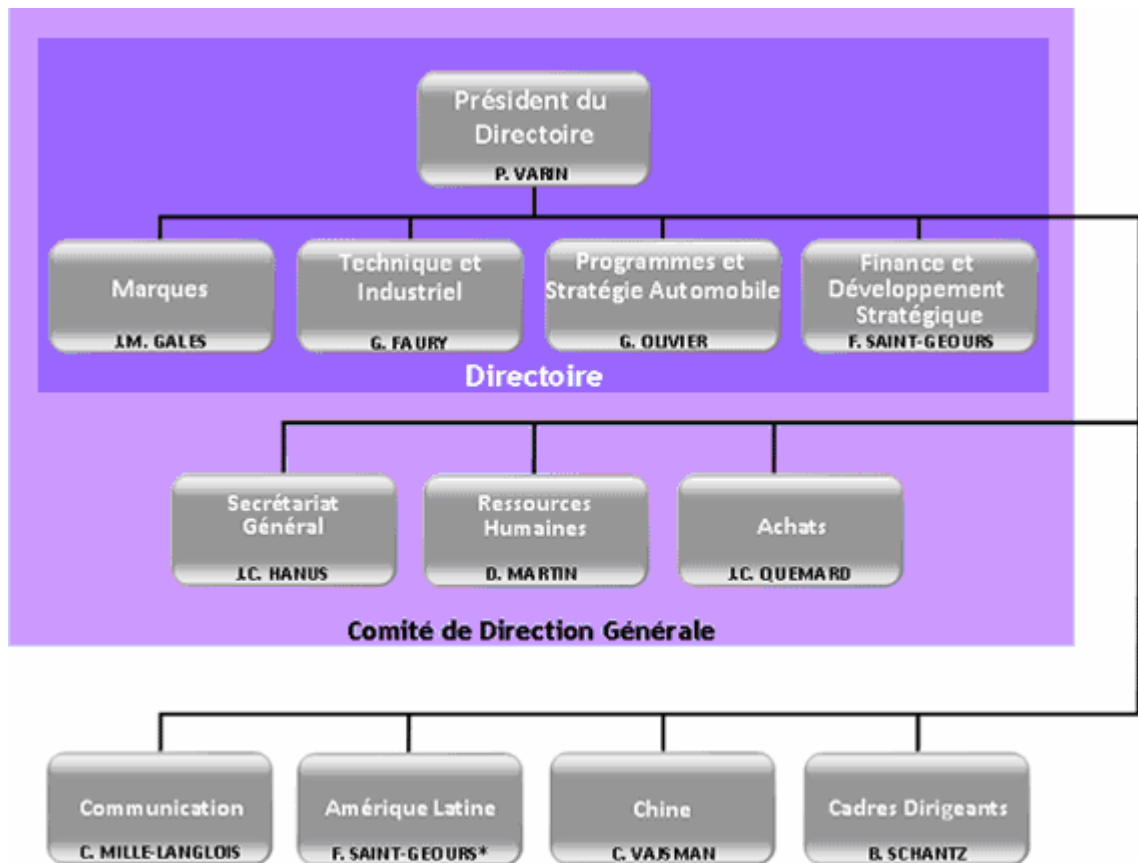 Président du
Directoire
P. VARIN
Marques
J.M. GALES
Technique et
Industriel
G. FAURY
Programmes et
Stratégie Automobile
G. OLIVIER
Finance et
Développement
Stratégique
F. SAINT-GEOURS
Directoire
Secrétariat
Général
J.C. HANUS
Ressources
Humaines
D. MARTIN
Achats
J.C. QUEMARD
Comité de Direction Générale
Communication
C. MILLE-LANGLOIS
Amérique Latine
F. SAINT-GEOURS*
Chine
C. VAJSMAN
Cadres Dirigeants
B. SCHANTZ